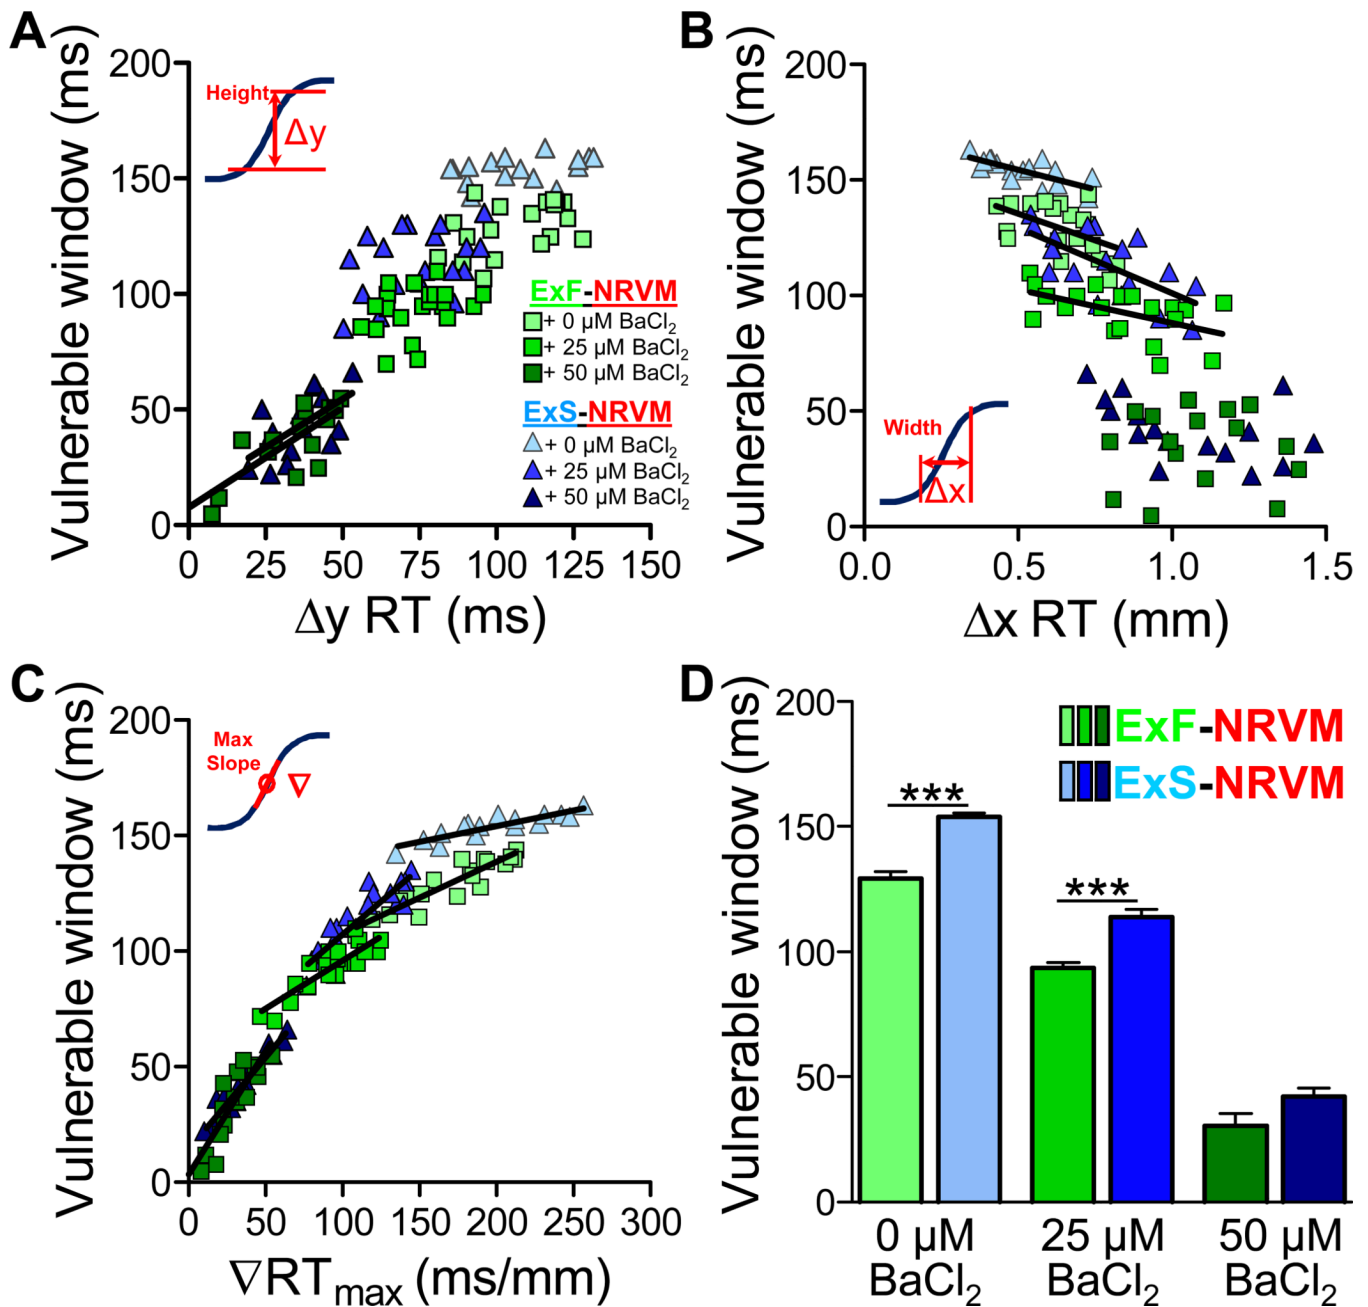 A
Vulnerable window (ms)
200
150
100
50
0
0 25 50 75 100 125 150
Δy RT (ms)
Height
Δy
ExF-NRVM
+ 0 µM BaCl₂
+ 25 µM BaCl₂
+ 50 µM BaCl₂
ExS-NRVM
+ 0 µM BaCl₂
+ 25 µM BaCl₂
+ 50 µM BaCl₂
B
Vulnerable window (ms)
200
150
100
50
0
0.0 0.5 1.0 1.5
Δx RT (mm)
Width
Δx
C
Vulnerable window (ms)
200
150
100
50
0
0 50 100 150 200 250 300
∇RTmax (ms/mm)
Max
Slope
∇
D
Vulnerable window (ms)
200
150
100
50
0
ExF-NRVM
ExS-NRVM
***
***
0 µM 25 µM 50 µM
BaCl₂ BaCl₂ BaCl₂